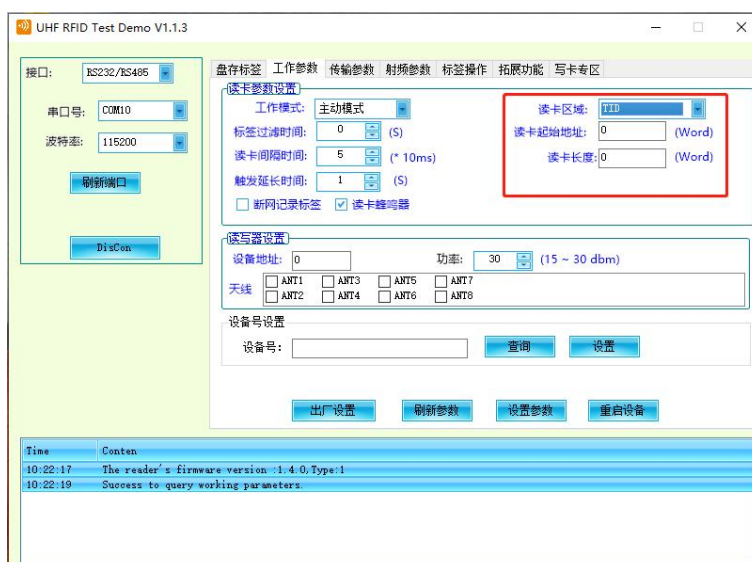 UHF RFID Test Demo V1.1.3
接口: RS232/RS485
串口号: COM10
波特率: 115200
刷新端口
DisCon
盘存标签 工作参数 传输参数 射频参数 标签操作 拓展功能 写卡专区
读卡参数设置
工作模式: 主动模式
标签过滤时间: 0 (S)
读卡间隔时间: 5 (* 10ms)
触发延长时间: 1 (S)
断网记录标签 读卡蜂鸣器
读卡区域: TID
读卡起始地址: 0 (Word)
读卡长度: 0 (Word)
读写器设置
设备地址: 0 功率: 30 (15 ~ 30 dbm)
天线
ANT1 ANT3 ANT5 ANT7
ANT2 ANT4 ANT6 ANT8
设备号设置
设备号: 查询 设置
出厂设置 刷新参数 设置参数 重启设备
Time Conten
10:22:17 The reader's firmware version :1.4.0,Type:1
10:22:19 Success to query working parameters.